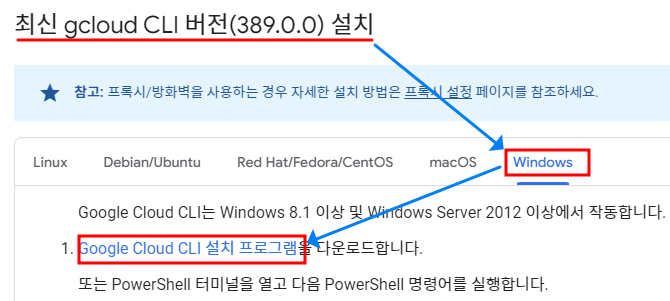 최신 gcloud CLI 버전(389.0.0) 설치
참고: 프록시/방화벽을 사용하는 경우 자세한 설치 방법은 프록시 설정 페이지를 참조하세요.
Linux Debian/Ubuntu Red Hat/Fedora/CentOS macOS Windows
Google Cloud CLI는 Windows 8.1 이상 및 Windows Server 2012 이상에서 작동합니다.
1. Google Cloud CLI 설치 프로그램을 다운로드합니다.
또는 PowerShell 터미널을 열고 다음 PowerShell 명령어를 실행합니다.